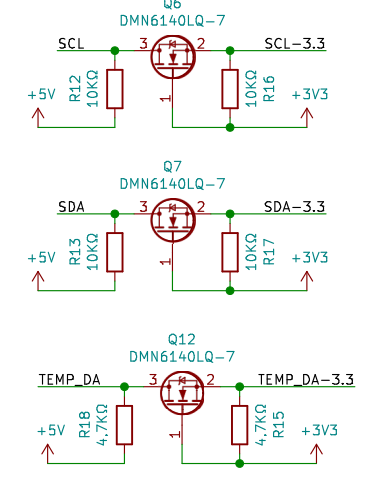 Q6
DMN6140LQ-7
SCL 3 2 SCL-3.3
R12 10KΩ R16 10KΩ
+5V 1 +3V3
Q7
DMN6140LQ-7
SDA 3 2 SDA-3.3
R13 10KΩ R17 10KΩ
+5V 1 +3V3
Q12
DMN6140LQ-7
TEMP_DA 3 2 TEMP_DA-3.3
R18 4.7KΩ R15 4.7KΩ
+5V 1 +3V3